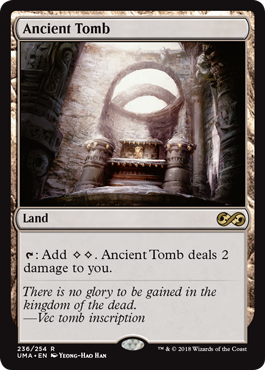 Ancient Tomb
Land
: Add . Ancient Tomb deals 2
damage to you.
There is no glory to be gained in the
kingdom of the dead.
—Vec tomb inscription
236/254 R
UMA • EN Yeong-Hao Han
™ & © 2018 Wizards of the Coast